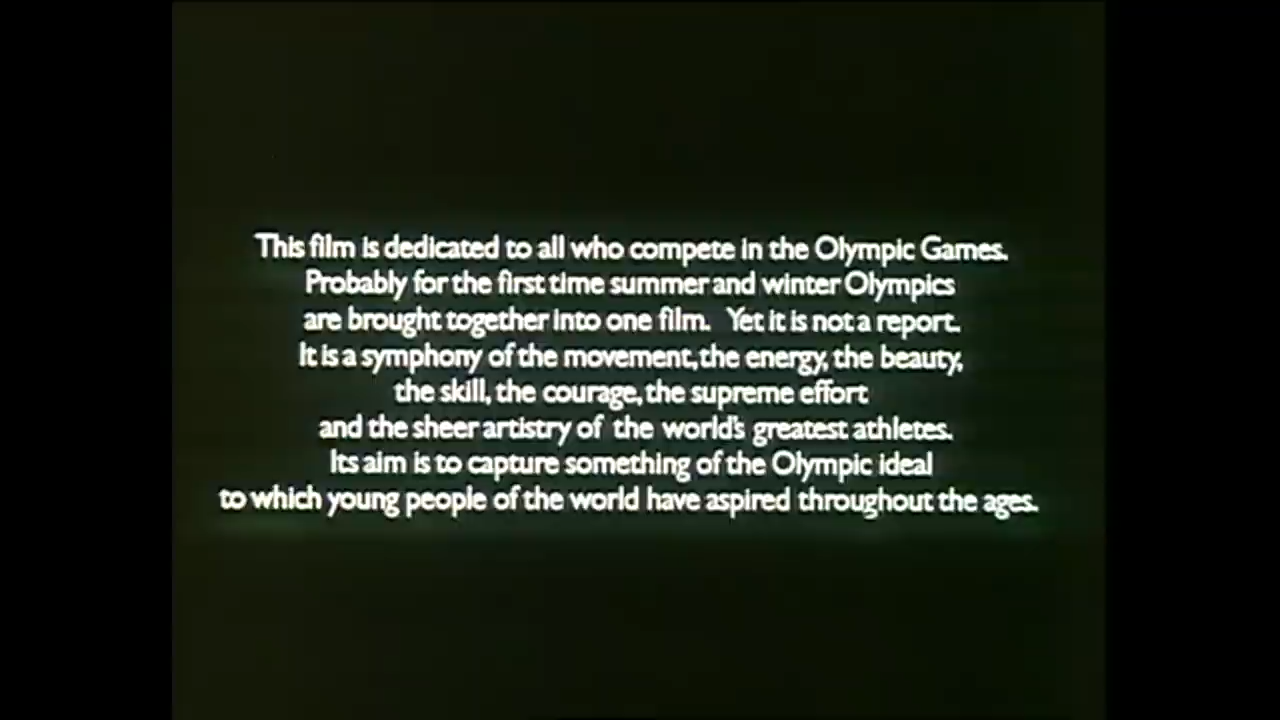 This film is dedicated to all who compete in the Olympic Games.
Probably for the first time summer and winter Olympics
are brought together into one film. Yet it is not a report.
It is a symphony of the movement, the energy, the beauty,
the skill, the courage, the supreme effort
and the sheer artistry of the world's greatest athletes.
Its aim is to capture something of the Olympic ideal
to which young people of the world have aspired throughout the ages.